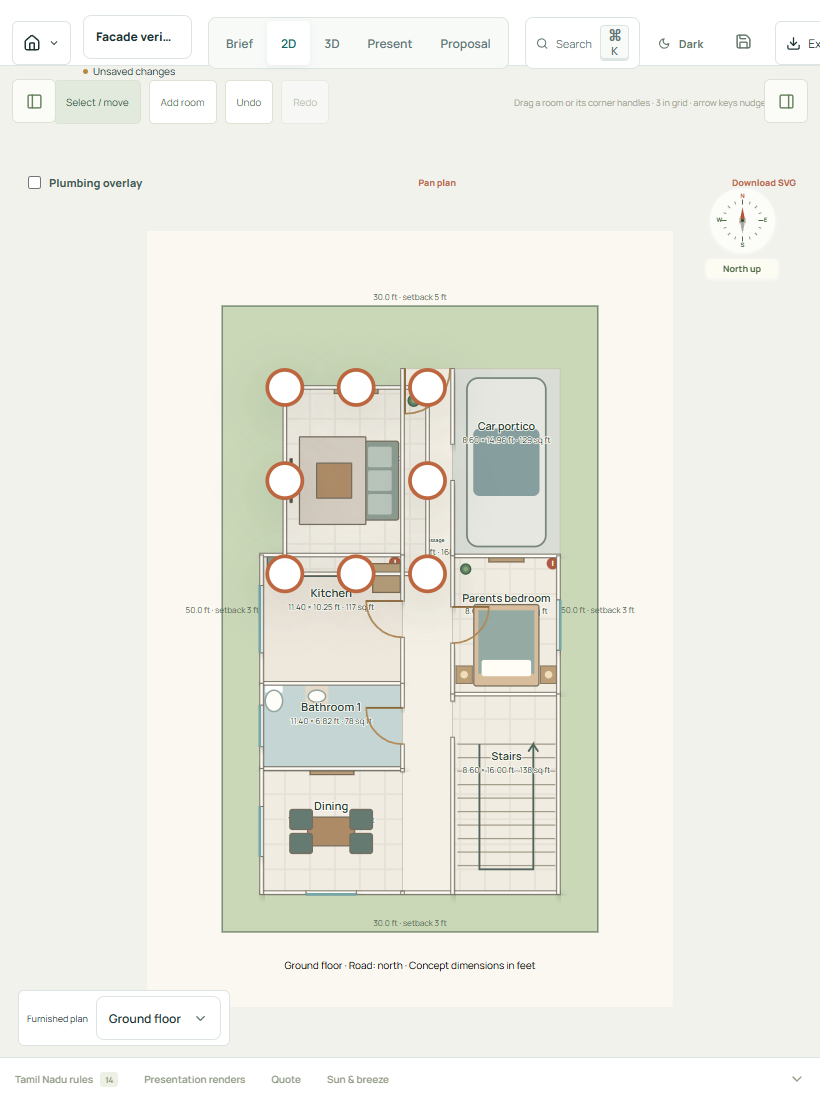 Facade veri...
Brief
2D
3D
Present
Proposal
Search
⌘
K
Dark
Ex
Unsaved changes
Select / move
Add room
Undo
Redo
Drag a room or its corner handles · 3 in grid · arrow keys nudge
Plumbing overlay
Pan plan
Download SVG
N
W
E
S
North up
30.0 ft · setback 5 ft
Car portico
8.60 • 14.96 ft · 129 sq ft
ft · 16
Kitchen
11.40 • 10.25 ft · 117 sq ft
Parents bedroom
50.0 ft · setback 3 ft
50.0 ft · setback 3 ft
Bathroom 1
11.40 • 6.82 ft · 78 sq ft
Stairs
8.60 • 16.00 ft · 138 sq ft
Dining
30.0 ft · setback 3 ft
Ground floor · Road: north · Concept dimensions in feet
Furnished plan
Ground floor
Tamil Nadu rules
14
Presentation renders
Quote
Sun & breeze